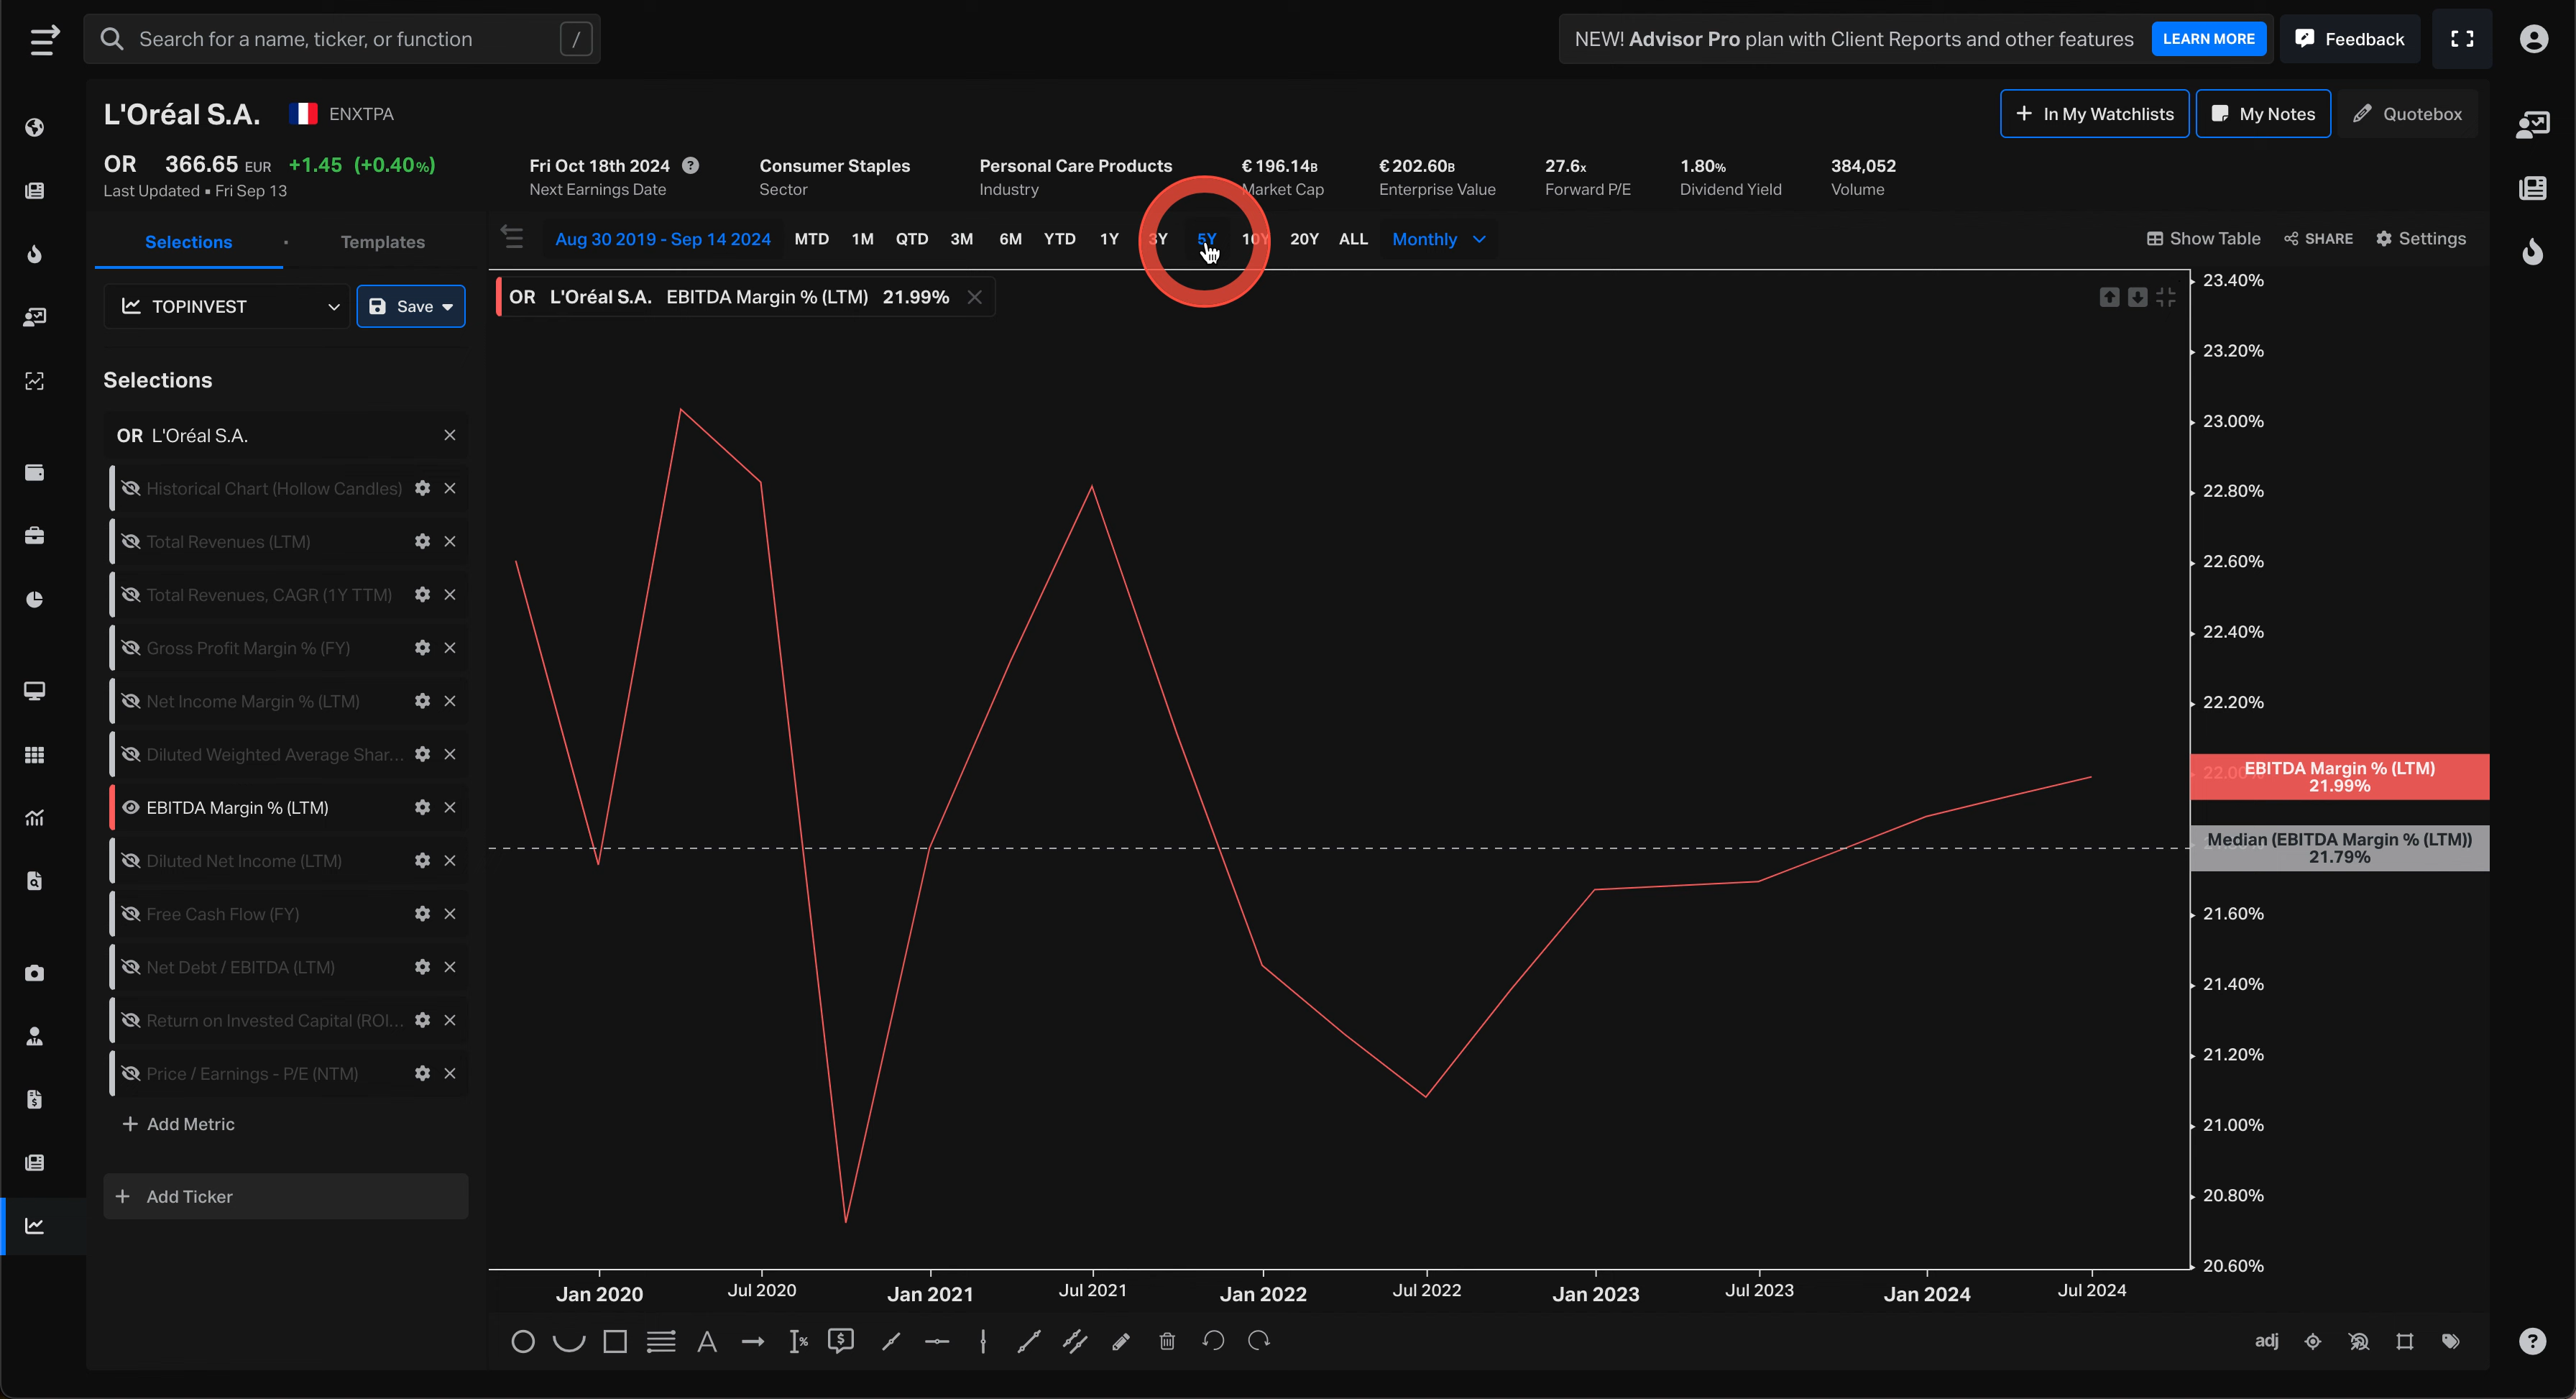 Search for a name, ticker, or function /
NEW! Advisor Pro plan with Client Reports and other features LEARN MORE Feedback
L'Oréal S.A. ENXTPA
+ In My Watchlists My Notes Quotebox
OR 366.65 EUR +1.45 (+0.40%)
Last Updated ▪ Fri Sep 13
Fri Oct 18th 2024 ?
Next Earnings Date
Consumer Staples
Sector
Personal Care Products
Industry
€196.14B
Market Cap
€202.60B
Enterprise Value
27.6x
Forward P/E
1.80%
Dividend Yield
384,052
Volume
Selections · Templates
Aug 30 2019 - Sep 14 2024 MTD 1M QTD 3M 6M YTD 1Y 3Y 5Y 10Y 20Y ALL Monthly
Show Table SHARE Settings
TOPINVEST Save
OR L'Oréal S.A. EBITDA Margin % (LTM) 21.99%
Selections
OR L'Oréal S.A.
Historical Chart (Hollow Candles)
Total Revenues (LTM)
Total Revenues, CAGR (1Y TTM)
Gross Profit Margin % (FY)
Net Income Margin % (LTM)
Diluted Weighted Average Shar...
EBITDA Margin % (LTM)
Diluted Net Income (LTM)
Free Cash Flow (FY)
Net Debt / EBITDA (LTM)
Return on Invested Capital (ROI...
Price / Earnings - P/E (NTM)
+ Add Metric
+ Add Ticker
23.40%
23.20%
23.00%
22.80%
22.60%
22.40%
22.20%
EBITDA Margin % (LTM)
21.99%
Median (EBITDA Margin % (LTM))
21.79%
21.60%
21.40%
21.20%
21.00%
20.80%
20.60%
Jan 2020 Jul 2020 Jan 2021 Jul 2021 Jan 2022 Jul 2022 Jan 2023 Jul 2023 Jan 2024 Jul 2024
adj